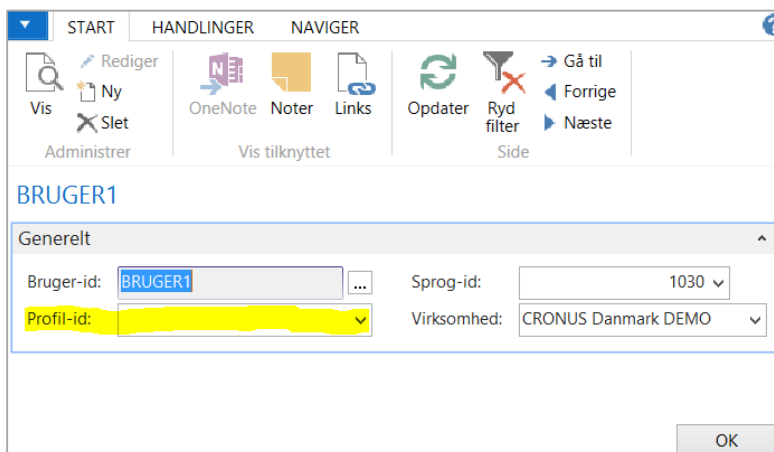 START HANDLINGER NAVIGER
Vis
Rediger
Ny
Slet
Administrer
OneNote
Noter
Links
Vis tilknyttet
Opdater
Ryd
filter
Gå til
Forrige
Næste
Side
BRUGER1
Generelt
Bruger-id: BRUGER1 ... Sprog-id: 1030
Profil-id: Virksomhed: CRONUS Danmark DEMO
OK